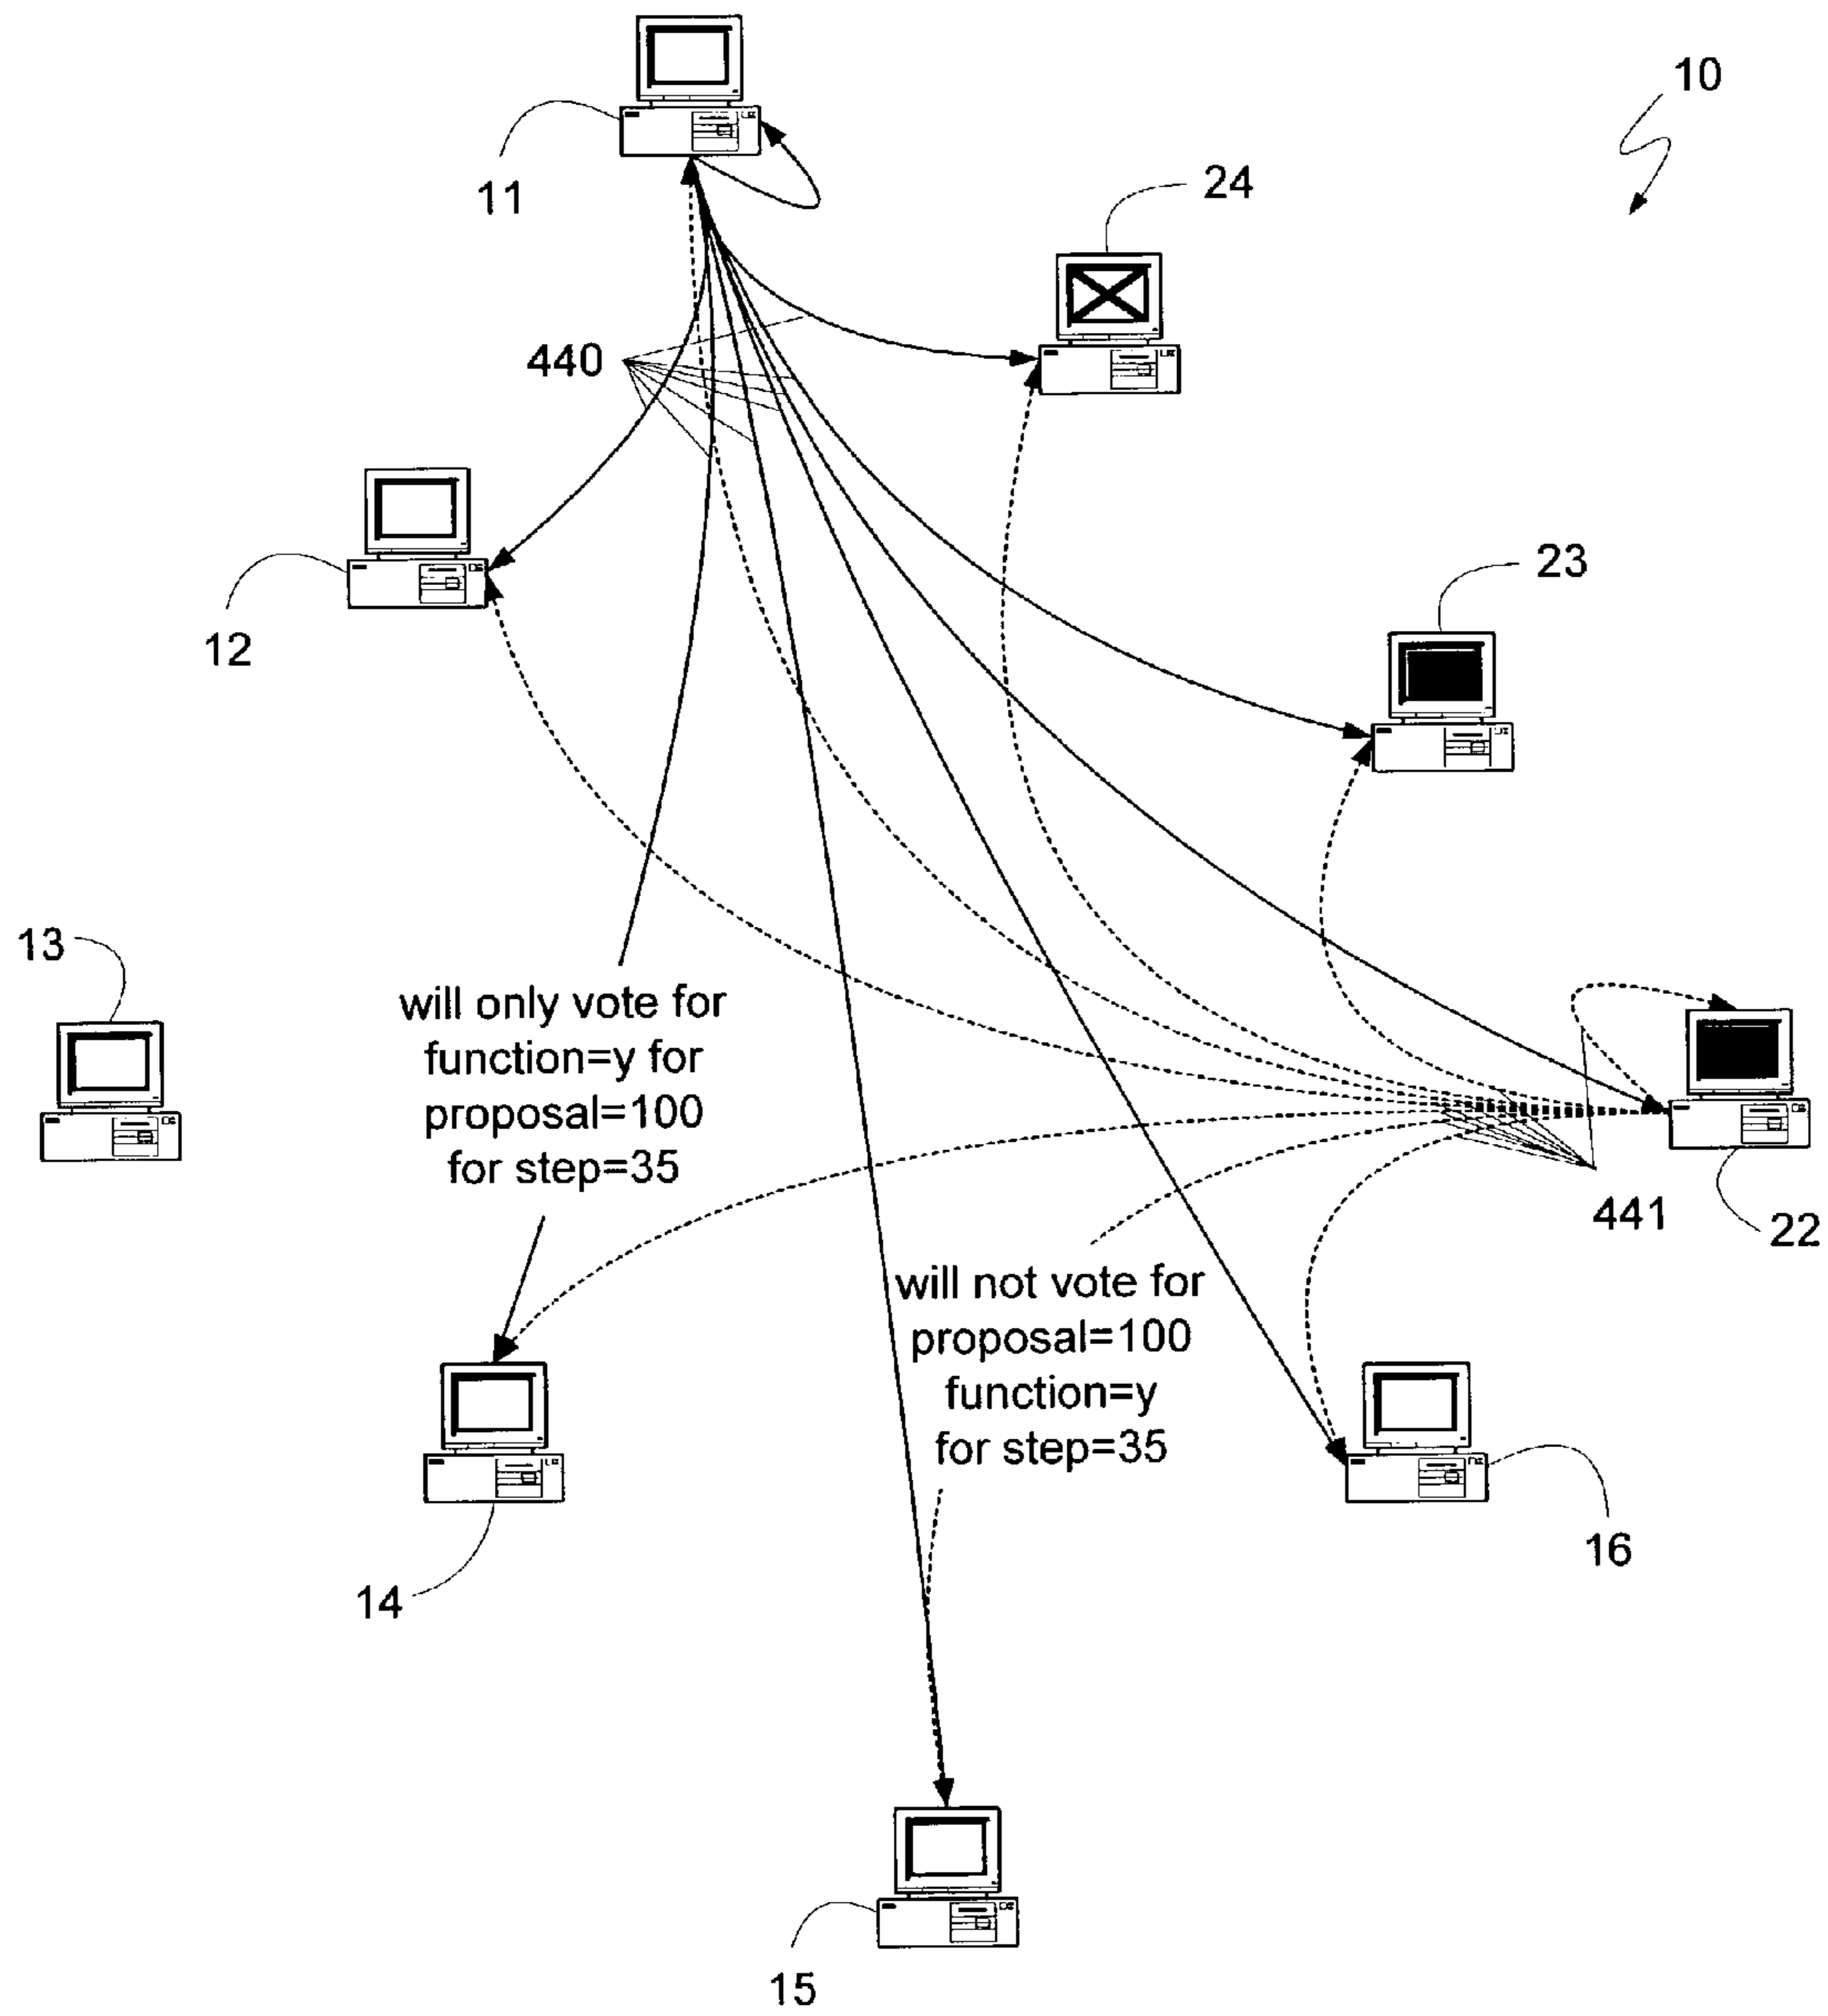 10
11
24
440
12
23
13
will only vote for
function=y for
proposal=100
for step=35
441
22
will not vote for
proposal=100
function=y
for step=35
16
14
15